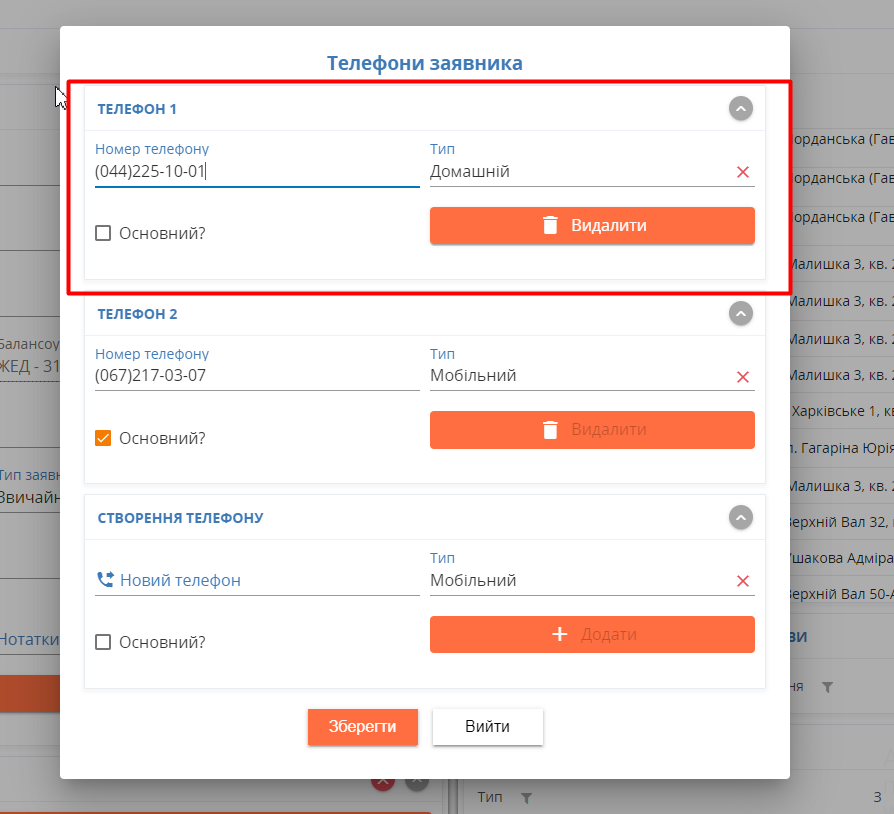 Телефони заявника
ТЕЛЕФОН 1
Номер телефону
Тип
(044)225-10-01
Домашній
Основний?
Видалити
ТЕЛЕФОН 2
Номер телефону
Тип
(067)217-03-07
Мобільний
Основний?
Видалити
СТВОРЕННЯ ТЕЛЕФОНУ
Тип
Новий телефон
Мобільний
Основний?
Додати
Зберегти
Вийти
Балансоу
ЖЕД - 31
Тип заявн
Звичайн
Нотатки
орданська (Гав
орданська (Гав
орданська (Гав
Малишка 3, кв. 2
Малишка 3, кв. 2
Малишка 3, кв. 2
Малишка 3, кв. 2
Харківське 1, кв
л. Гагаріна Юрія
Малишка 3, кв. 2
Верхній Вал 32,
Ушакова Адміра
Верхній Вал 50-А
ВИ
ня
Тип
З